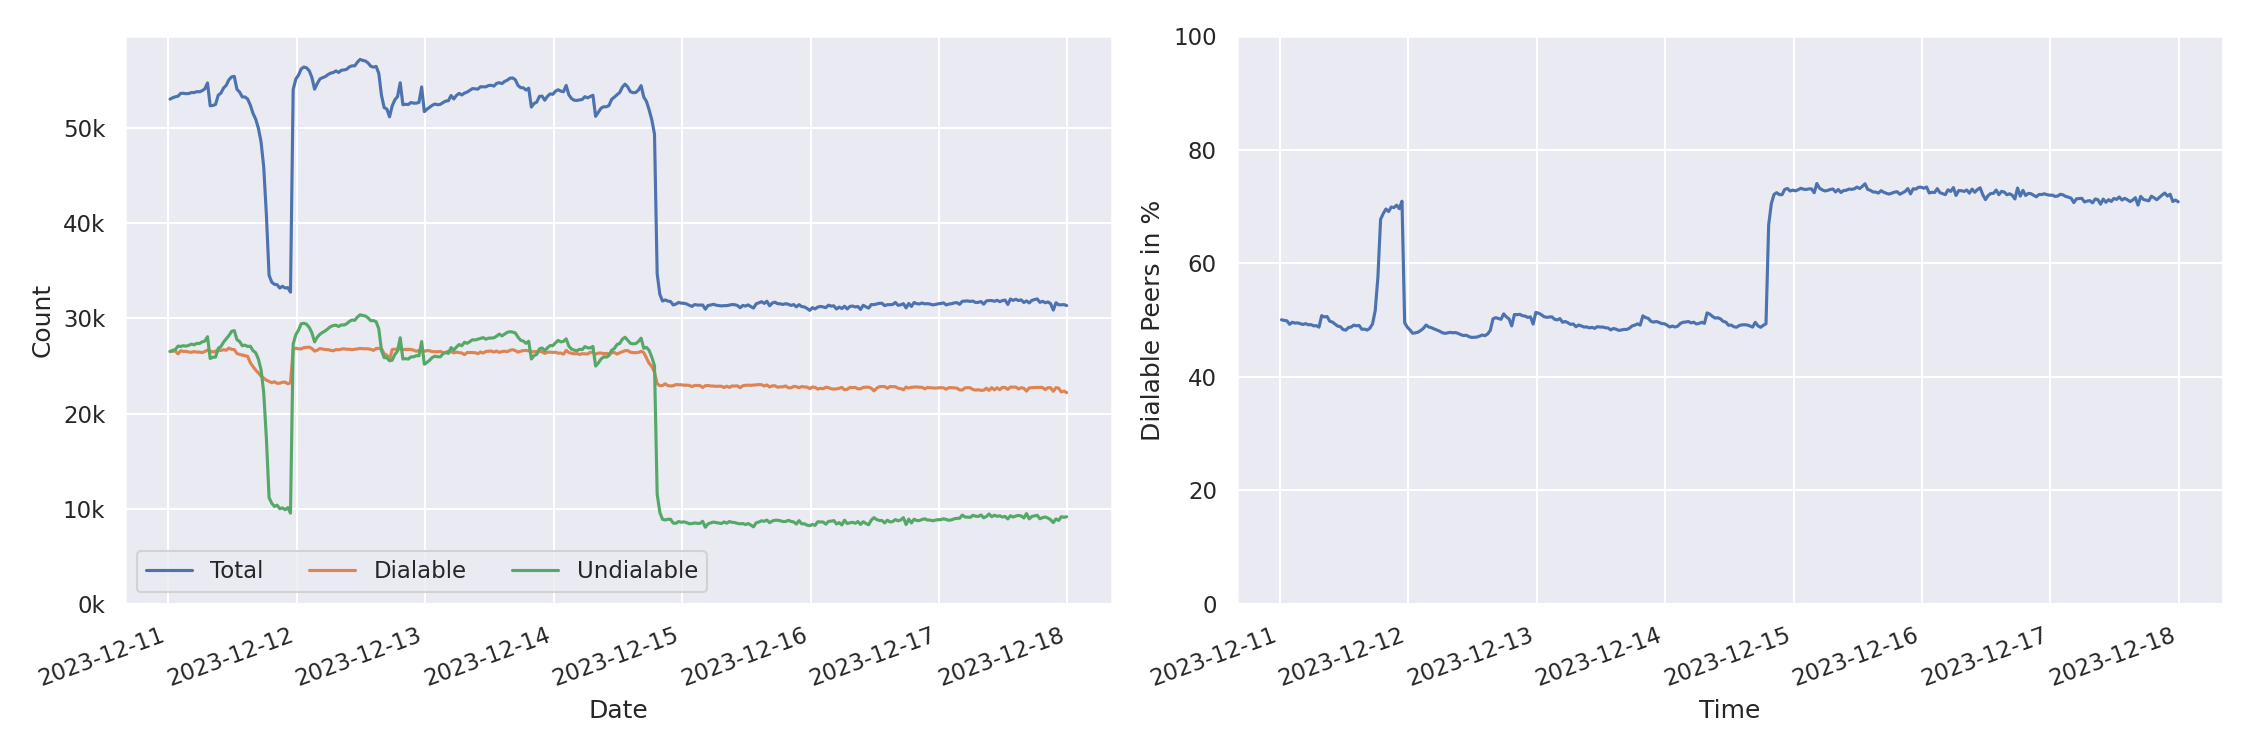 50k
40k
30k
20k
10k
0k
Count
Total
Dialable
Undialable
2023-12-11
2023-12-12
2023-12-13
2023-12-14
2023-12-15
2023-12-16
2023-12-17
2023-12-18
Date
100
80
60
40
20
0
Dialable Peers in %
2023-12-11
2023-12-12
2023-12-13
2023-12-14
2023-12-15
2023-12-16
2023-12-17
2023-12-18
Time